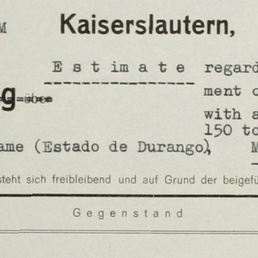 M
Kaiserslautern,
Estimate regard
g
ment o
with a
150 to
ame (Estado de Durango), M
steht sich freibleibend und auf Grund der beigefü
Gegenstand